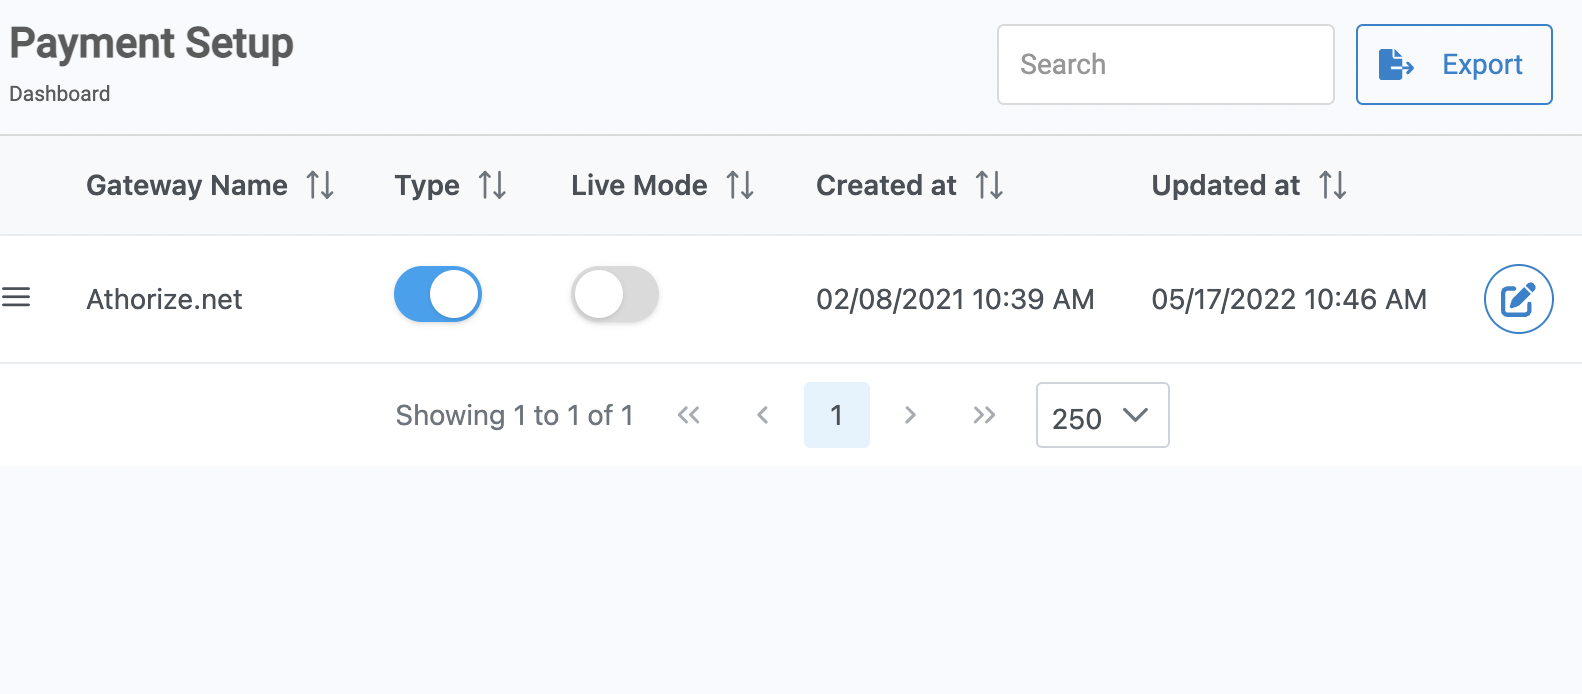 Payment Setup
Dashboard
Search
Export
Gateway Name Type Live Mode Created at Updated at
Athorize.net 02/08/2021 10:39 AM 05/17/2022 10:46 AM
Showing 1 to 1 of 1 1 250